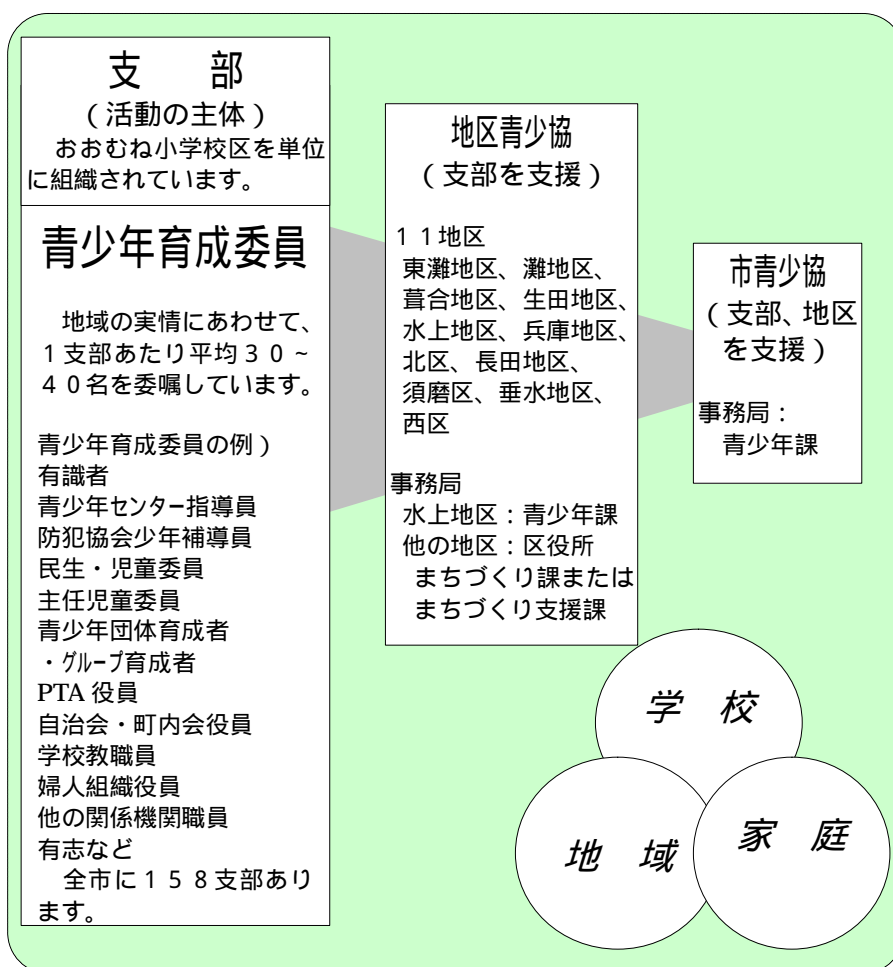 支　部
（活動の主体）
おおむね小学校区を単位
に組織されています。
青少年育成委員
地域の実情にあわせて、
１支部あたり平均３０~
４０名を委嘱しています。
青少年育成委員の例）
有識者
青少年センター指導員
防犯協会少年補導員
民生・児童委員
主任児童委員
青少年団体育成者
・グループ育成者
PTA 役員
自治会・町内会役員
学校教職員
婦人組織役員
他の関係機関職員
有志など
全市に１５８支部あり
ます。
地区青少協
（支部を支援）
１１地区
東灘地区、灘地区、
葺合地区、生田地区、
水上地区、兵庫地区、
北区、長田地区、
須磨区、垂水地区、
西区
事務局
水上地区：青少年課
他の地区：区役所
まちづくり課または
まちづくり支援課
市青少協
（支部、地区
を支援）
事務局：
青少年課
学　校
地　域
家　庭